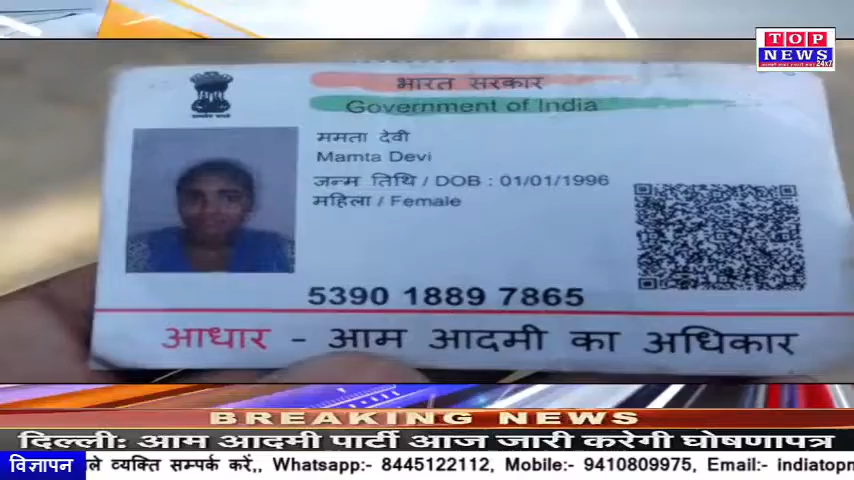 विज्ञापन
TOP
NEWS
24x7
भारत सरकार
Government of India
ममता देवी
Mamta Devi
जन्म तिथि / DOB : 01/01/1996
महिला / Female
5390 1889 7865
आधार - आम आदमी का अधिकार
BREAKING NEWS
दिल्ली: आम आदमी पार्टी आज जारी करेगी घोषणापत्र
विज्ञापन ले व्यक्ति सम्पर्क करें,, Whatsapp:- 8445122112, Mobile:- 9410809975, Email:- indiatopn